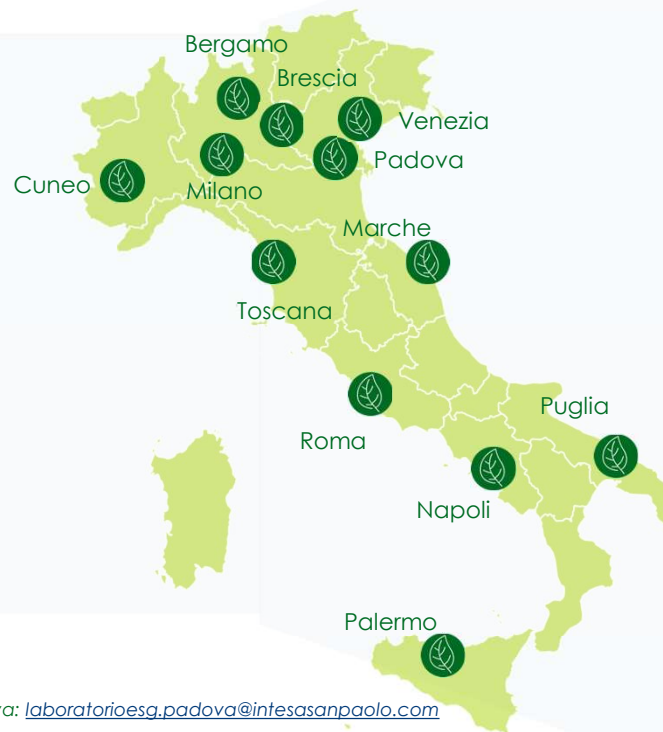 Bergamo
Brescia
Venezia
Padova
Cuneo
Milano
Marche
Toscana
Puglia
Roma
Napoli
Palermo
laboratorioesg.padova@intesasanpaolo.com